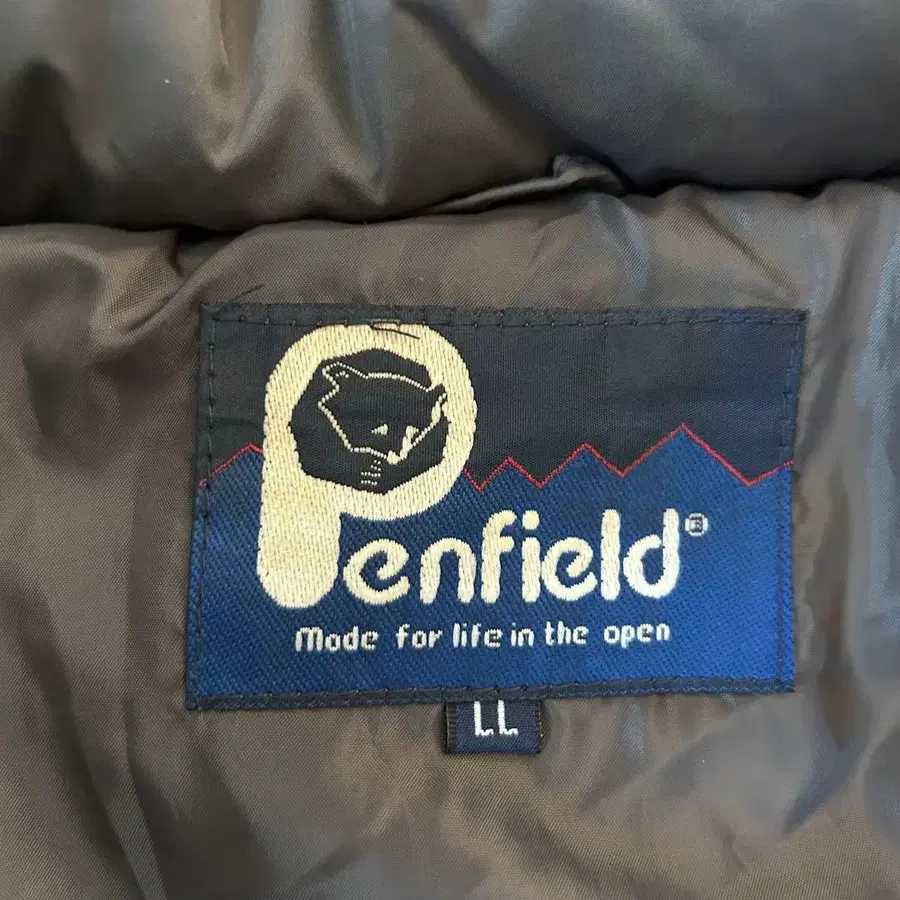 Penfield®
Made for life in the open
LL